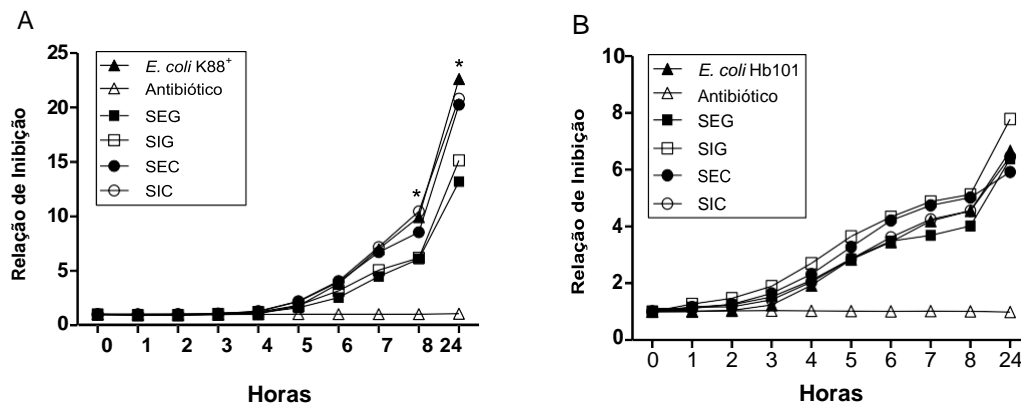 A
Relação de Inibição
25
20
15
10
5
0
E. coli K88+
Antibiótico
SEG
SIG
SEC
SIC
*
*
0 1 2 3 4 5 6 7 8 24
Horas
B
Relação de Inibição
10
8
6
4
2
0
E. coli Hb101
Antibiótico
SEG
SIG
SEC
SIC
0 1 2 3 4 5 6 7 8 24
Horas